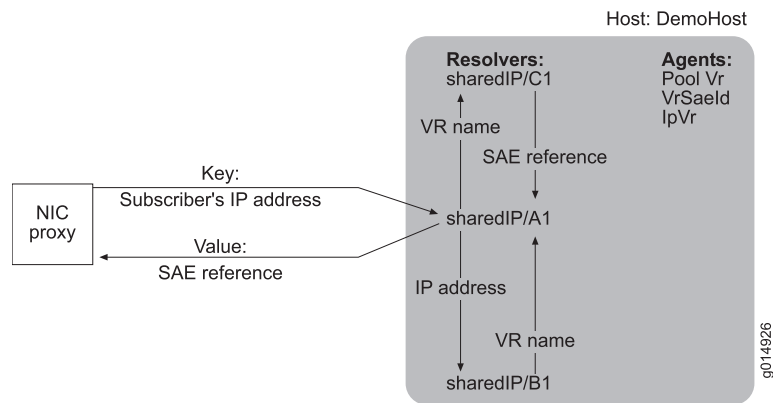 Host: DemoHost
Resolvers:
sharedIP/C1
Agents:
Pool Vr
VrSaeId
IpVr
VR name
SAE reference
Key:
Subscriber's IP address
NIC
proxy
sharedIP/A1
Value:
SAE reference
IP address
VR name
sharedIP/B1
g014926